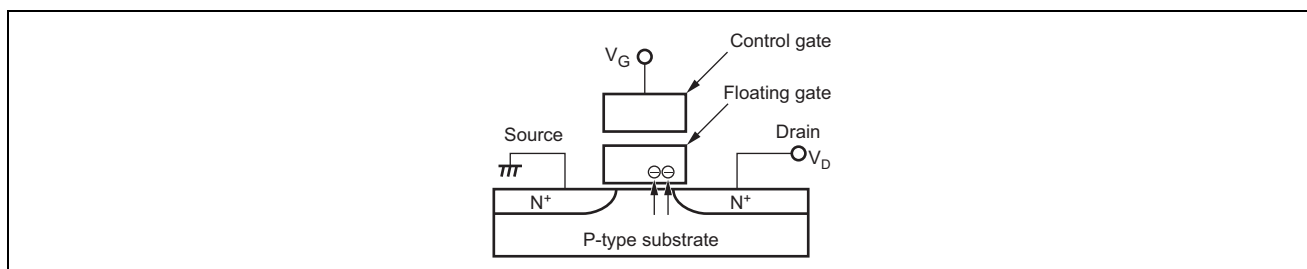 Control gate
V_G
Floating gate
Source
Drain
V_D
⊖⊖
N⁺
N⁺
P-type substrate